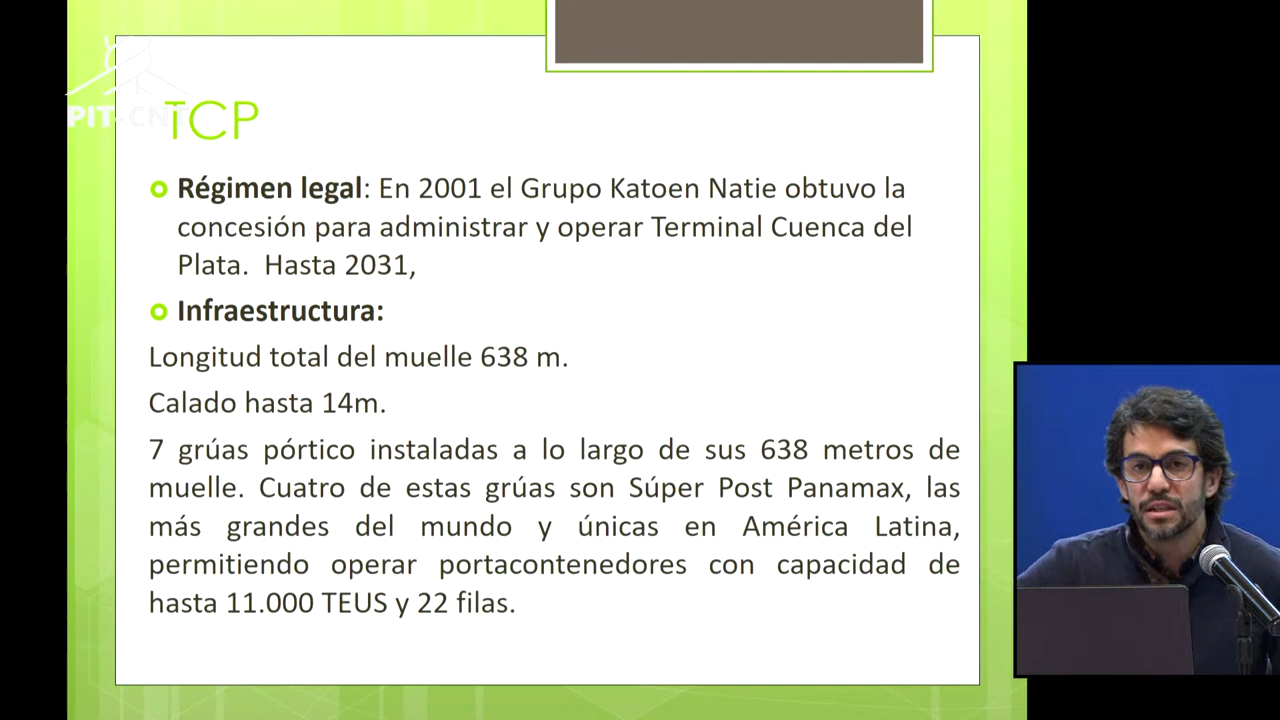 PIT-CNT
TCP
Régimen legal: En 2001 el Grupo Katoen Natie obtuvo la
concesión para administrar y operar Terminal Cuenca del
Plata. Hasta 2031,
Infraestructura:
Longitud total del muelle 638 m.
Calado hasta 14m.
7 grúas pórtico instaladas a lo largo de sus 638 metros de
muelle. Cuatro de estas grúas son Súper Post Panamax, las
más grandes del mundo y únicas en América Latina,
permitiendo operar portacontenedores con capacidad de
hasta 11.000 TEUS y 22 filas.